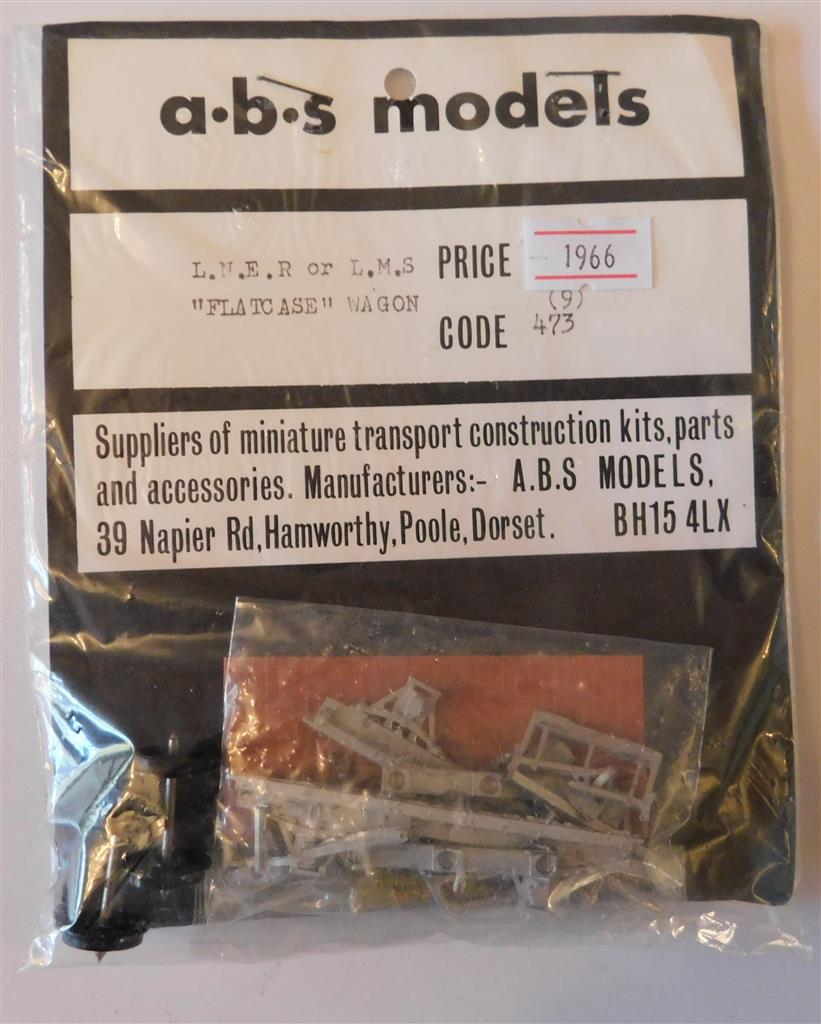 a·b·s models
L.N.E.R or L.M.S PRICE 1966
"FLATCASE" WAGON (9)
CODE 473
Suppliers of miniature transport construction kits,parts
and accessories. Manufacturers:- A.B.S MODELS,
39 Napier Rd,Hamworthy,Poole,Dorset. BH15 4LX